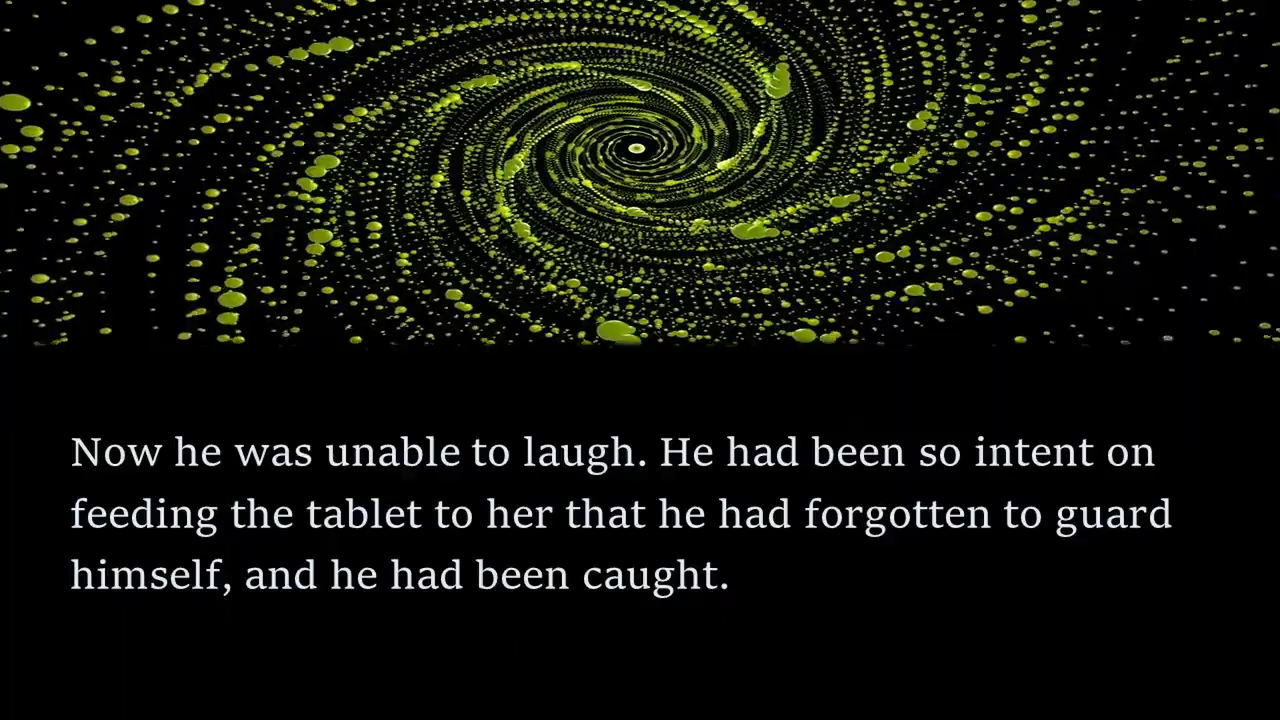 Now he was unable to laugh. He had been so intent on
feeding the tablet to her that he had forgotten to guard
himself, and he had been caught.